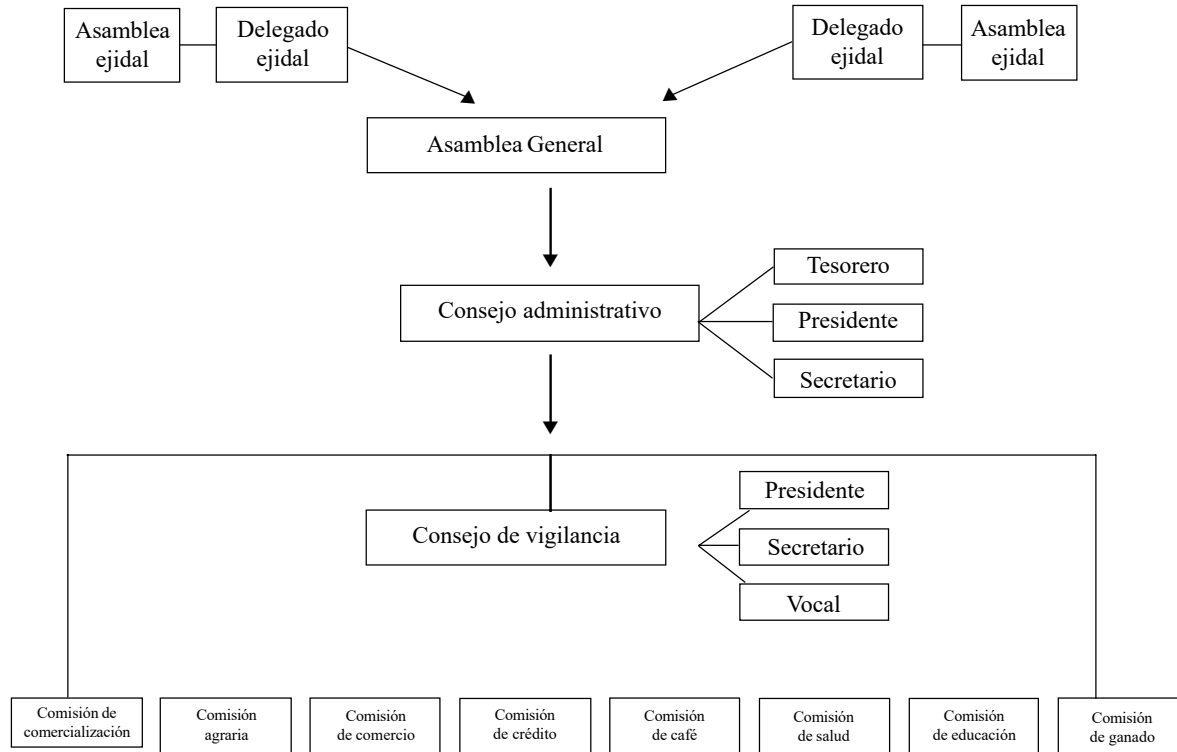 Asamblea
ejidal
Delegado
ejidal
Delegado
ejidal
Asamblea
ejidal
Asamblea General
Tesorero
Consejo administrativo
Presidente
Secretario
Presidente
Consejo de vigilancia
Secretario
Vocal
Comisión de
comercialización
Comisión
agraria
Comisión
de comercio
Comisión
de crédito
Comisión
de café
Comisión
de salud
Comisión
de educación
Comisión
de ganado